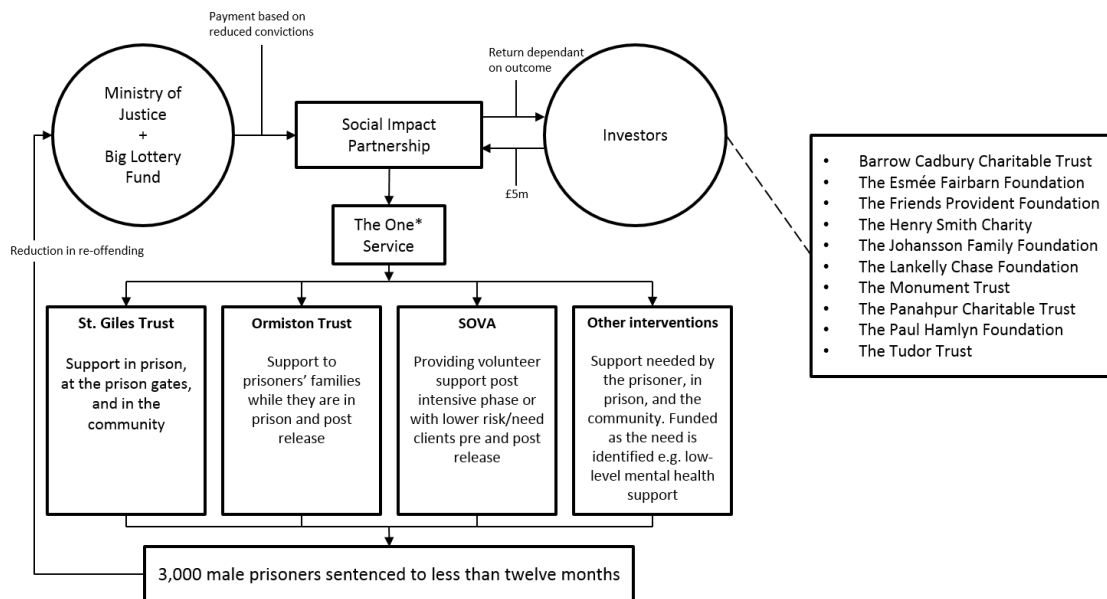 Payment based on
reduced convictions
Ministry of
Justice
+
Big Lottery
Fund
Social Impact
Partnership
Return dependant
on outcome
£5m
Investors
Barrow Cadbury Charitable Trust
The Esmée Fairbarn Foundation
The Friends Provident Foundation
The Henry Smith Charity
The Johansson Family Foundation
The Lankelly Chase Foundation
The Monument Trust
The Panahpur Charitable Trust
The Paul Hamlyn Foundation
The Tudor Trust
The One*
Service
Reduction in re-offending
St. Giles Trust
Support in prison,
at the prison gates,
and in the
community
Ormiston Trust
Support to
prisoners’ families
while they are in
prison and post
release
SOVA
Providing volunteer
support post
intensive phase or
with lower risk/need
clients pre and post
release
Other interventions
Support needed by
the prisoner, in
prison, and the
community. Funded
as the need is
identified e.g. low-
level mental health
support
3,000 male prisoners sentenced to less than twelve months